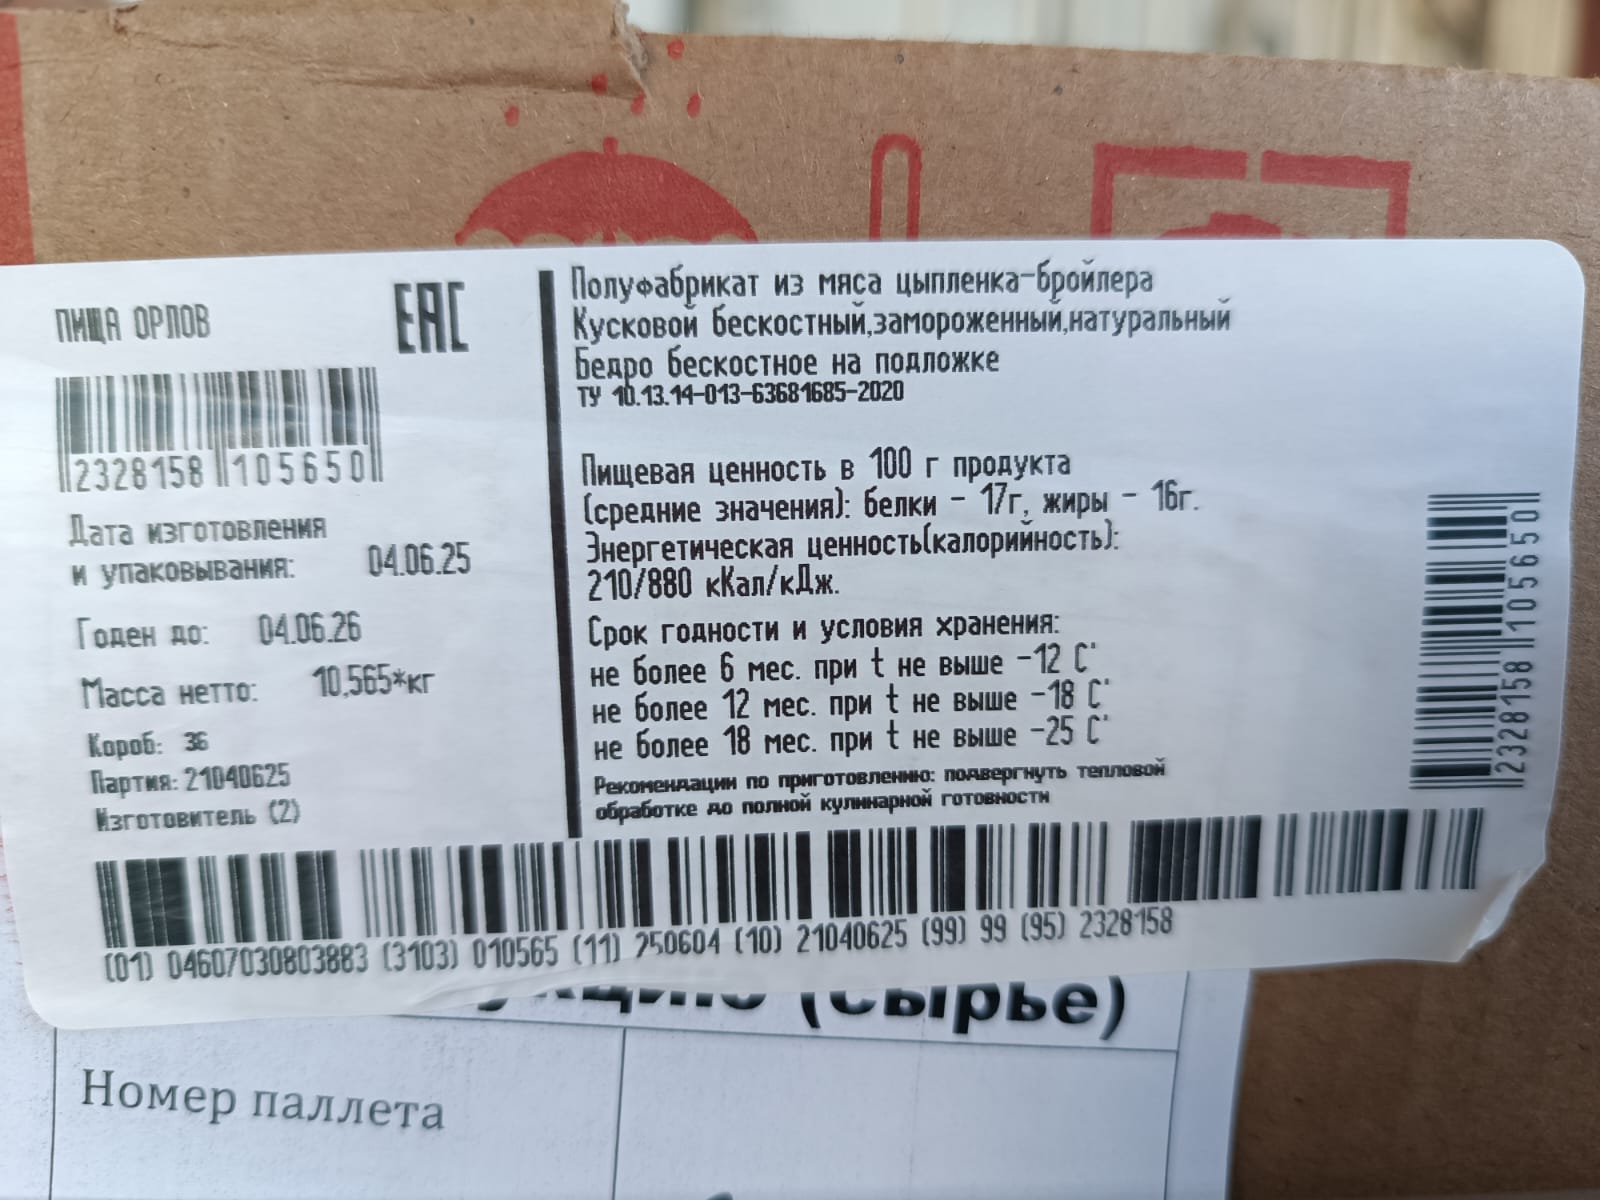 ПИЩА ОРЛОВ
EAC
2328158 105650
Дата изготовления
и упаковывания: 04.06.25
Годен до: 04.06.26
Масса нетто: 10,565*кг
Короб: 36
Партия: 21040625
Изготовитель (2)
Полуфабрикат из мяса цыпленка-бройлера
Кусковой бескостный,замороженный,натуральный
Бедро бескостное на подложке
ТУ 10.13.14-013-63681685-2020
Пищевая ценность в 100 г продукта
(средние значения): белки - 17г, жиры - 16г.
Энергетическая ценность(калорийность):
210/880 кКал/кДж.
Срок годности и условия хранения:
не более 6 мес. при t не выше -12 С°
не более 12 мес. при t не выше -18 С°
не более 18 мес. при t не выше -25 С°
Рекомендации по приготовлению: подвергнуть тепловой
обработке до полной кулинарной готовности
2328158 105650
(01) 04607030803883 (3103) 010565 (11) 250604 (10) 21040625 (99) 99 (95) 2328158
(сырье)
Номер паллета